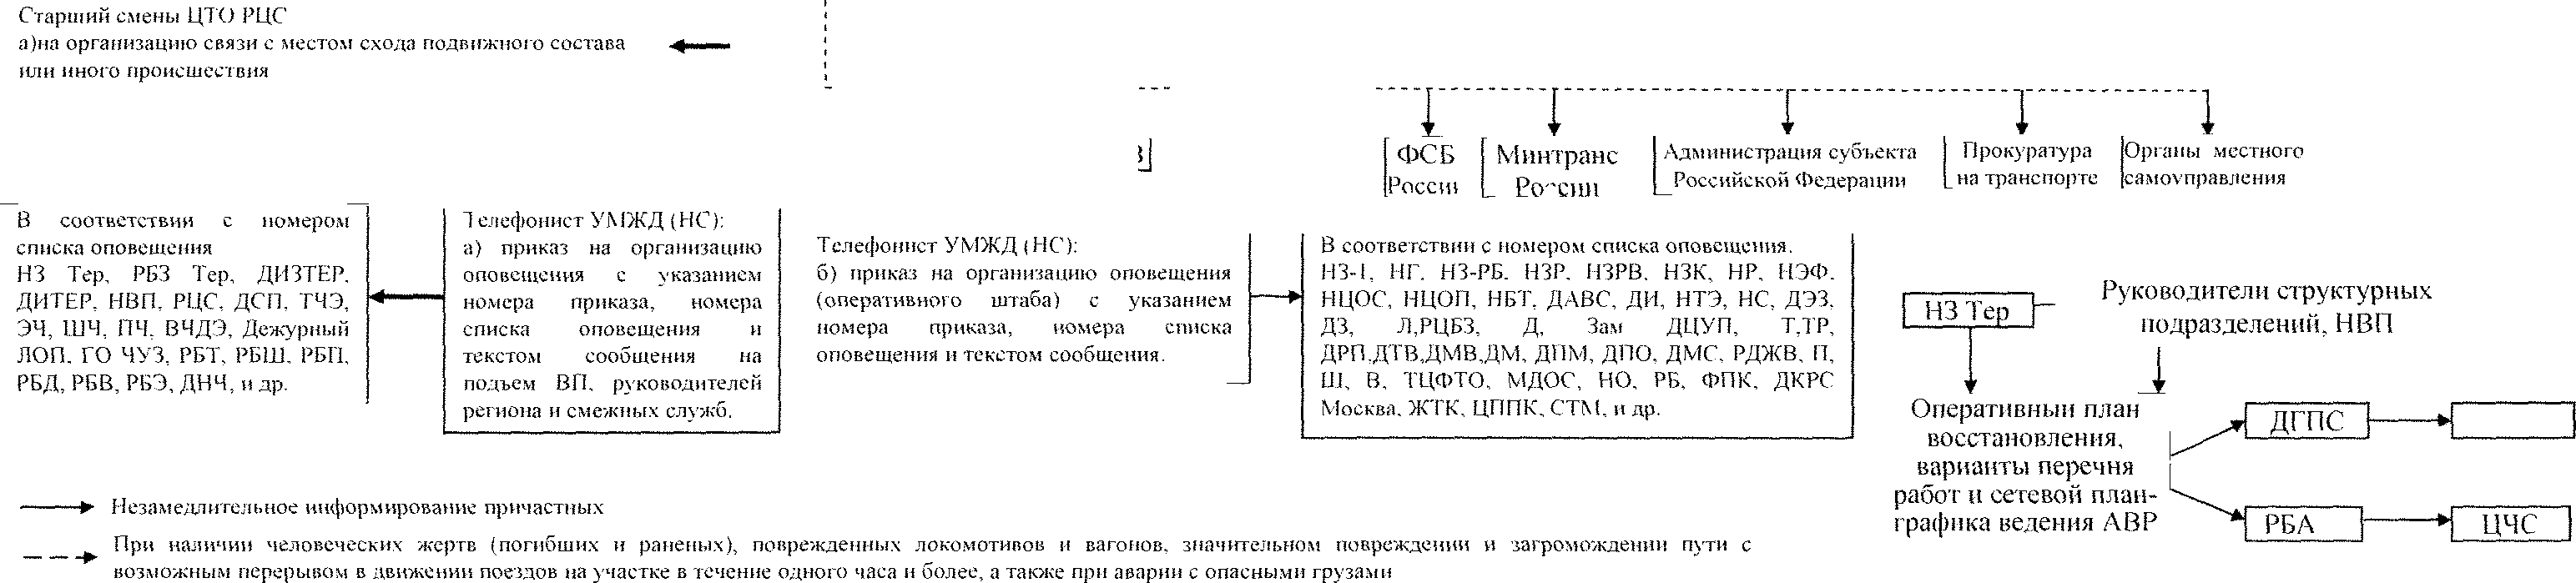 Старший смены ЦТО РЦС
а)на организацию связи с местом схода подвижного состава
или иного происшествия
ФСБ
России
Минтранс
России
Администрация субъекта
Российской Федерации
Прокуратура
на транспорте
Органы местного
самоуправления
В соответствии с номером
списка оповещения
НЗ Тер, РБЗ Тер, ДИЗТЕР,
ДИТЕР, НВП, РЦС, ДСП, ТЧЭ,
ЭЧ, ШЧ, ПЧ, ВЧДЭ, Дежурный
ЛОП, ГО ЧУЗ, РБТ, РБШ, РБП,
РБД, РБВ, РБЭ, ДНЧ, и др.
Телефонист УМЖД (НС):
а) приказ на организацию
оповещения с указанием
номера приказа, номера
списка оповещения и
текстом сообщения на
подъем ВП, руководителей
региона и смежных служб.
Телефонист УМЖД (НС):
б) приказ на организацию оповещения
(оперативного штаба) с указанием
номера приказа, номера списка
оповещения и текстом сообщения.
В соответствии с номером списка оповещения.
НЗ-1, НГ, НЗ-РБ, НЗР, НЗРВ, НЗК, НР, НЭФ,
НЦОС, НЦОП, НБТ, ДАВС, ДИ, НТЭ, НС, ДЭЗ,
ДЗ, Л,РЦБЗ, Д, Зам ДЦУП, Т,ТР,
ДРП,ДТВ,ДМВ,ДМ, ДПМ, ДПО, ДМС, РДЖВ, П,
Ш, В, ТЦФТО, МДОС, НО, РБ, ФПК, ДКРС
Москва, ЖТК, ЦППК, СТМ, и др.
НЗ Тер
Руководители структурных
подразделений, НВП
Оперативный план
восстановления,
варианты перечня
работ и сетевой план-
графика ведения АВР
ДГПС
РБА
ЦЧС
Незамедлительное информирование причастных
При наличии человеческих жертв (погибших и раненых), поврежденных локомотивов и вагонов, значительном повреждении и загромождении пути с
возможным перерывом в движении поездов на участке в течение одного часа и более, а также при аварии с опасными грузами